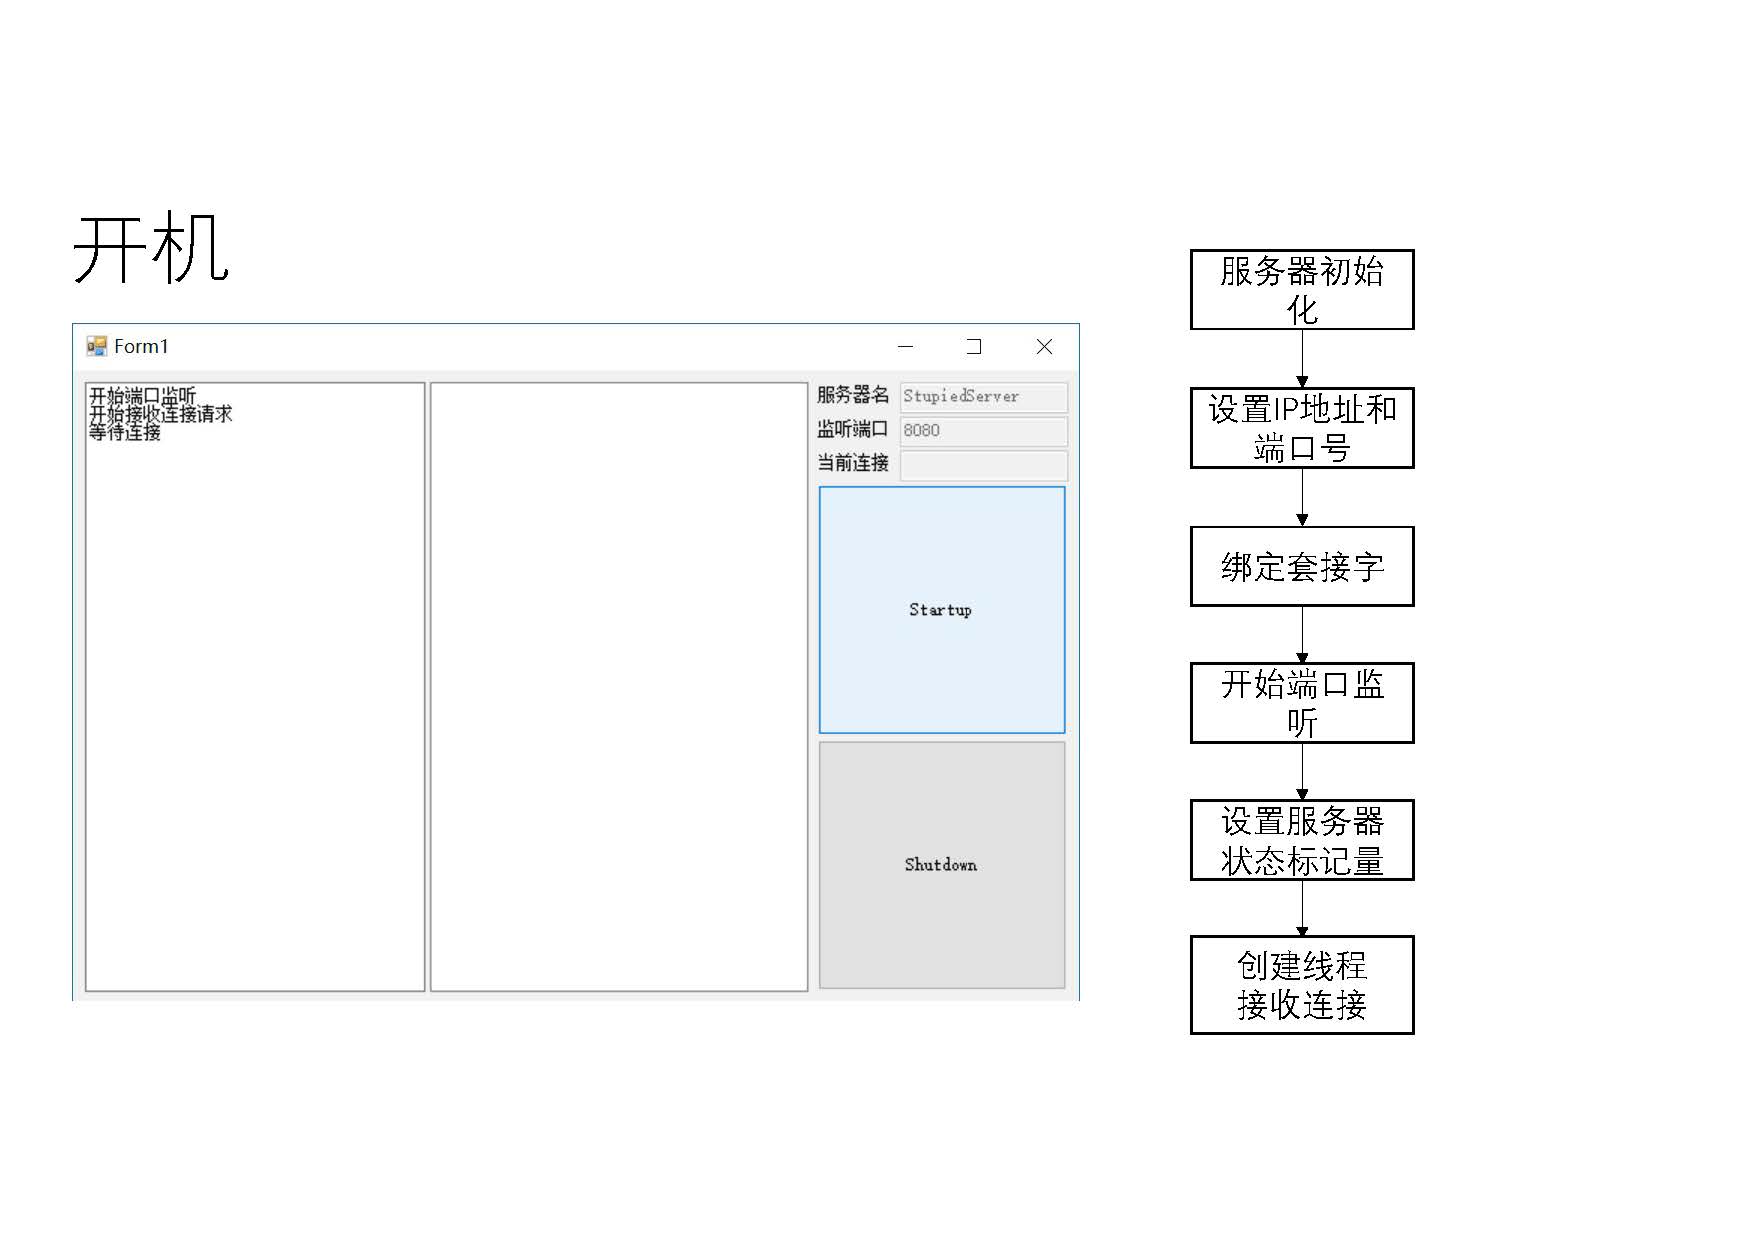 开机
Form1
开始端口监听
开始接收连接请求
等待连接
服务器名 StupiedServer
监听端口 8080
当前连接
Startup
Shutdown
服务器初始
化
设置IP地址和
端口号
绑定套接字
开始端口监
听
设置服务器
状态标记量
创建线程
接收连接